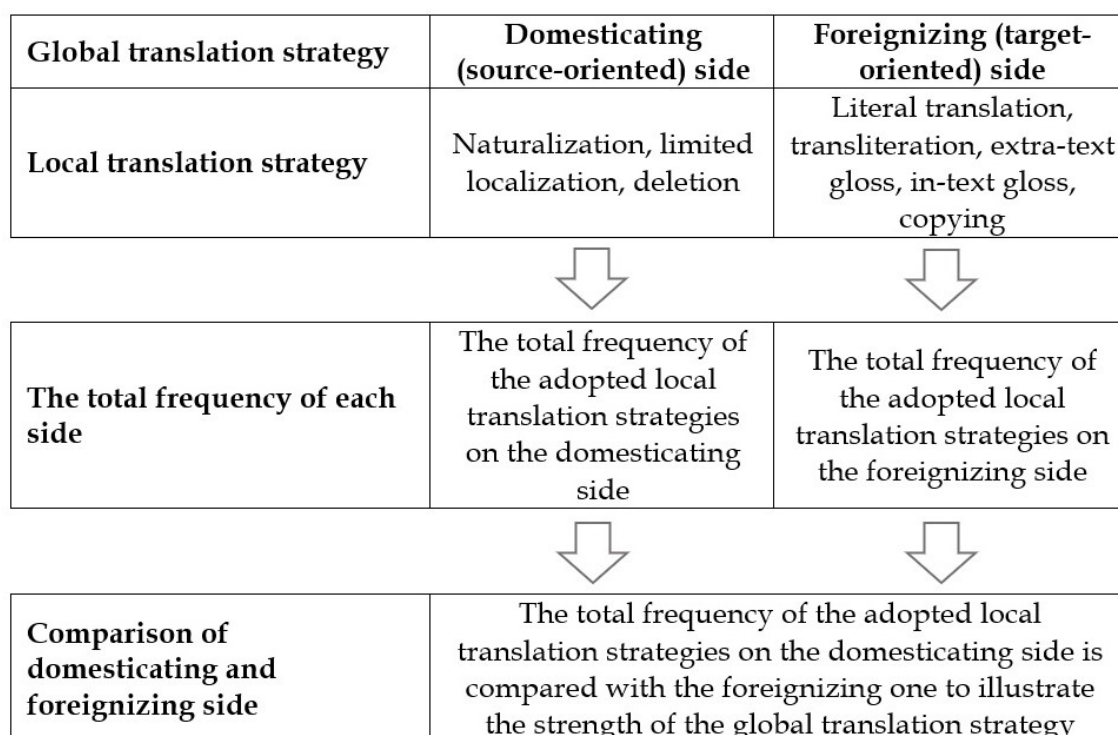 Global translation strategy
Domesticating
(source-oriented) side
Foreignizing (target-
oriented) side
Local translation strategy
Naturalization, limited
localization, deletion
Literal translation,
transliteration, extra-text
gloss, in-text gloss,
copying
The total frequency of each
side
The total frequency of
the adopted local
translation strategies
on the domesticating
side
The total frequency of
the adopted local
translation strategies on
the foreignizing side
Comparison of
domesticating and
foreignizing side
The total frequency of the adopted local
translation strategies on the domesticating side is
compared with the foreignizing one to illustrate
the strength of the global translation strategy